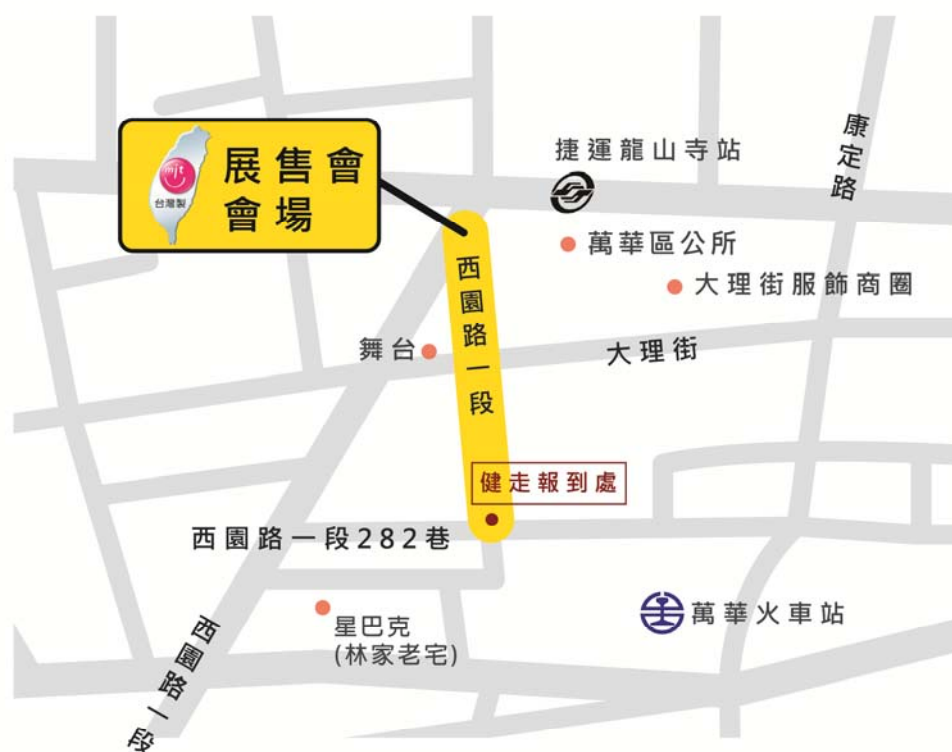 康定路
捷運龍山寺站
mit
台灣製
展售會
會場
萬華區公所
西園路一段
大理街服飾商圈
舞台
大理街
健走報到處
西園路一段282巷
星巴克
(林家老宅)
萬華火車站
西園路一段